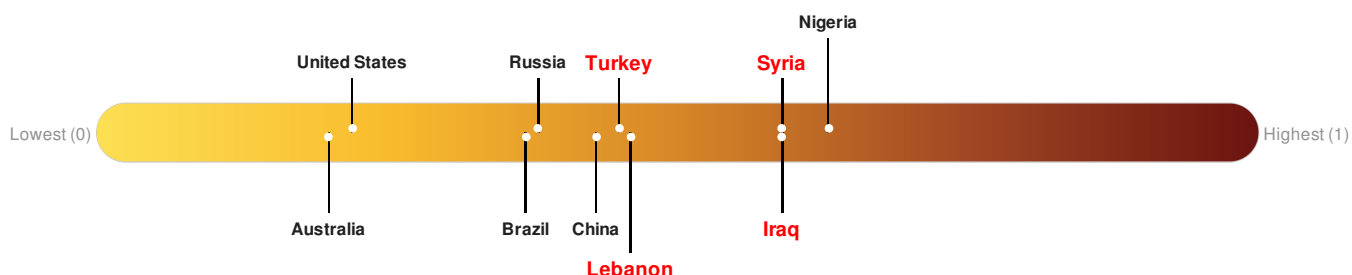 Nigeria
United States
Russia
Turkey
Syria
Lowest (0)
Highest (1)
Australia
Brazil
China
Iraq
Lebanon